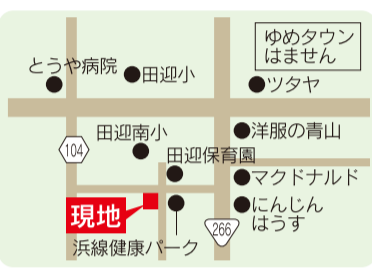 ゆめタウン
はません
とうや病院
田迎小
ツタヤ
洋服の青山
田迎南小
104
田迎保育園
マクドナルド
現地
にんじん
はうす
266
浜線健康パーク